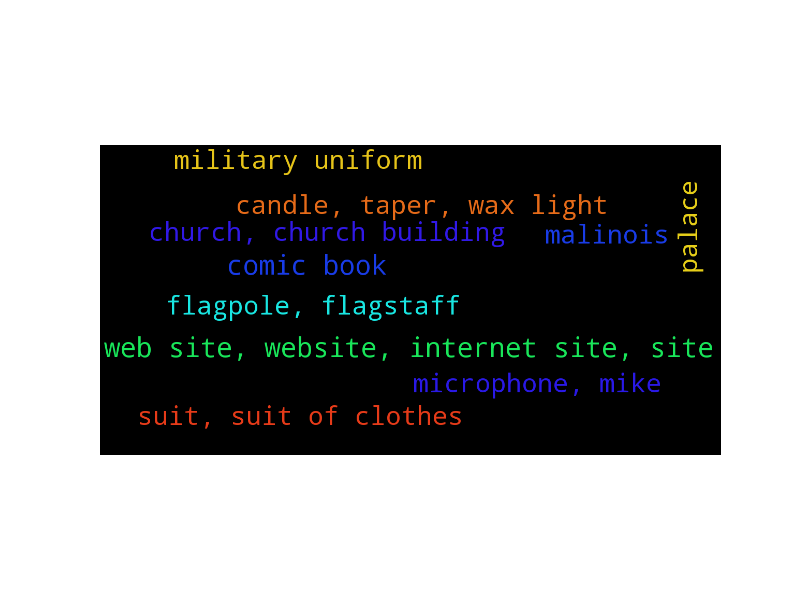 military uniform
candle, taper, wax light
palace
church, church building
malinois
comic book
flagpole, flagstaff
web site, website, internet site, site
microphone, mike
suit, suit of clothes